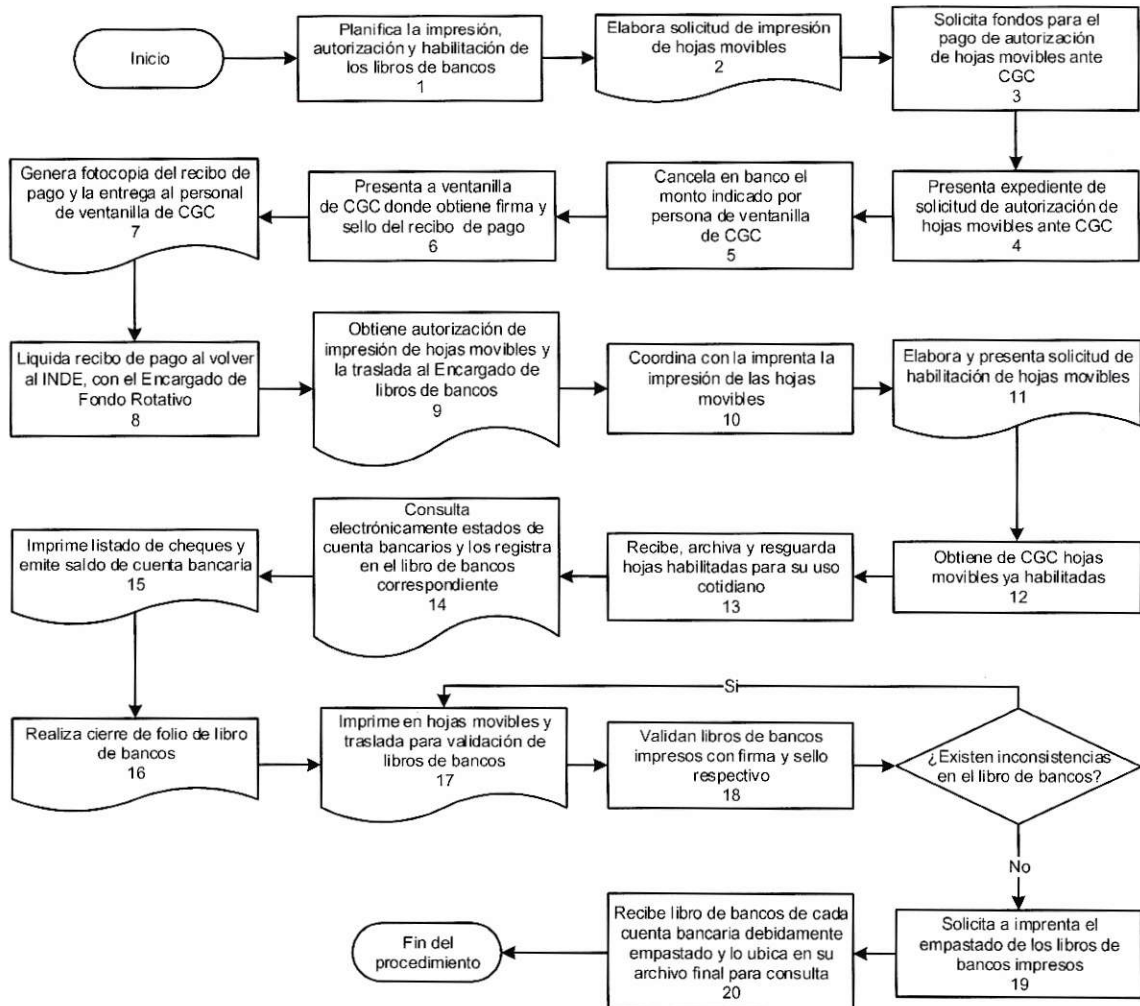 Inicio
Planifica la impresión,
autorización y habilitación de
los libros de bancos
1
Elabora solicitud de impresión
de hojas movibles
2
Solicita fondos para el
pago de autorización
de hojas movibles ante
CGC
3
Presenta expediente de
solicitud de autorización de
hojas movibles ante CGC
4
Cancela en banco el
monto indicado por
persona de ventanilla
de CGC
5
Presenta a ventanilla
de CGC donde obtiene firma y
sello del recibo de pago
6
Genera fotocopia del recibo de
pago y la entrega al personal
de ventanilla de CGC
7
Liquida recibo de pago al volver
al INDE, con el Encargado de
Fondo Rotativo
8
Obtiene autorización de
impresión de hojas movibles y
la traslada al Encargado de
libros de bancos
9
Coordina con la imprenta la
impresión de las hojas
movibles
10
Elabora y presenta solicitud de
habilitación de hojas movibles
11
Obtiene de CGC hojas
movibles ya habilitadas
12
Recibe, archiva y resguarda
hojas habilitadas para su uso
cotidiano
13
Consulta
electrónicamente estados de
cuenta bancarios y los registra
en el libro de bancos
correspondiente
14
Imprime listado de cheques y
emite saldo de cuenta bancaria
15
Realiza cierre de folio de libro
de bancos
16
Imprime en hojas movibles y
traslada para validación de
libros de bancos
17
Validan libros de bancos
impresos con firma y sello
respectivo
18
¿Existen inconsistencias
en el libro de bancos?
Si
No
Solicita a imprenta el
empastado de los libros de
bancos impresos
19
Recibe libro de bancos de cada
cuenta bancaria debidamente
empastado y lo ubica en su
archivo final para consulta
20
Fin del
procedimiento